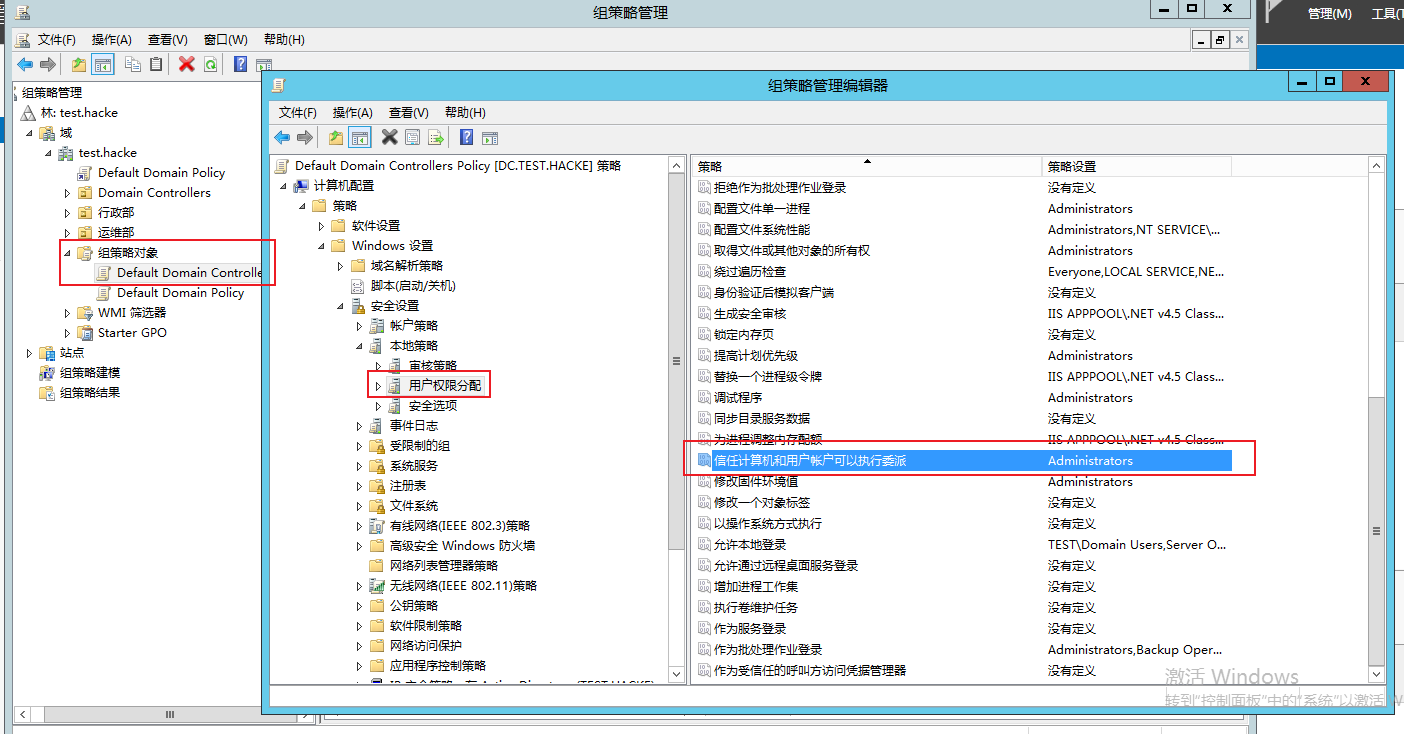 组策略管理
管理(M) 工具(T
文件(F) 操作(A) 查看(V) 窗口(W) 帮助(H)
组策略管理
林: test.hacke
域
test.hacke
Default Domain Policy
Domain Controllers
行政部
运维部
组策略对象
Default Domain Controlle
Default Domain Policy
WMI 筛选器
Starter GPO
站点
组策略建模
组策略结果
组策略管理编辑器
文件(F) 操作(A) 查看(V) 帮助(H)
Default Domain Controllers Policy [DC.TEST.HACKE] 策略
计算机配置
策略
软件设置
Windows 设置
域名解析策略
脚本(启动/关机)
安全设置
帐户策略
本地策略
审核策略
用户权限分配
安全选项
事件日志
受限制的组
系统服务
注册表
文件系统
有线网络(IEEE 802.3)策略
高级安全 Windows 防火墙
网络列表管理器策略
无线网络(IEEE 802.11)策略
公钥策略
软件限制策略
网络访问保护
应用程序控制策略
策略 策略设置
拒绝作为批处理作业登录 没有定义
配置文件单一进程 Administrators
配置文件系统性能 Administrators,NT SERVICE\...
取得文件或其他对象的所有权 Administrators
绕过遍历检查 Everyone,LOCAL SERVICE,NE...
身份验证后模拟客户端 没有定义
生成安全审核 IIS APPPOOL\.NET v4.5 Class...
锁定内存页 没有定义
提高计划优先级 Administrators
替换一个进程级令牌 IIS APPPOOL\.NET v4.5 Class...
调试程序 Administrators
同步目录服务数据 没有定义
为进程调整内存配额 IIS APPPOOL\.NET v4.5 Class...
信任计算机和用户帐户可以执行委派 Administrators
修改固件环境值 Administrators
修改一个对象标签 没有定义
以操作系统方式执行 没有定义
允许本地登录 TEST\Domain Users,Server O...
允许通过远程桌面服务登录 没有定义
增加进程工作集 没有定义
执行卷维护任务 没有定义
作为服务登录 没有定义
作为批处理作业登录 Administrators,Backup Oper...
作为受信任的呼叫方访问凭据管理器 没有定义
激活 Windows
转到"控制面板"中的"系统"以激活 W